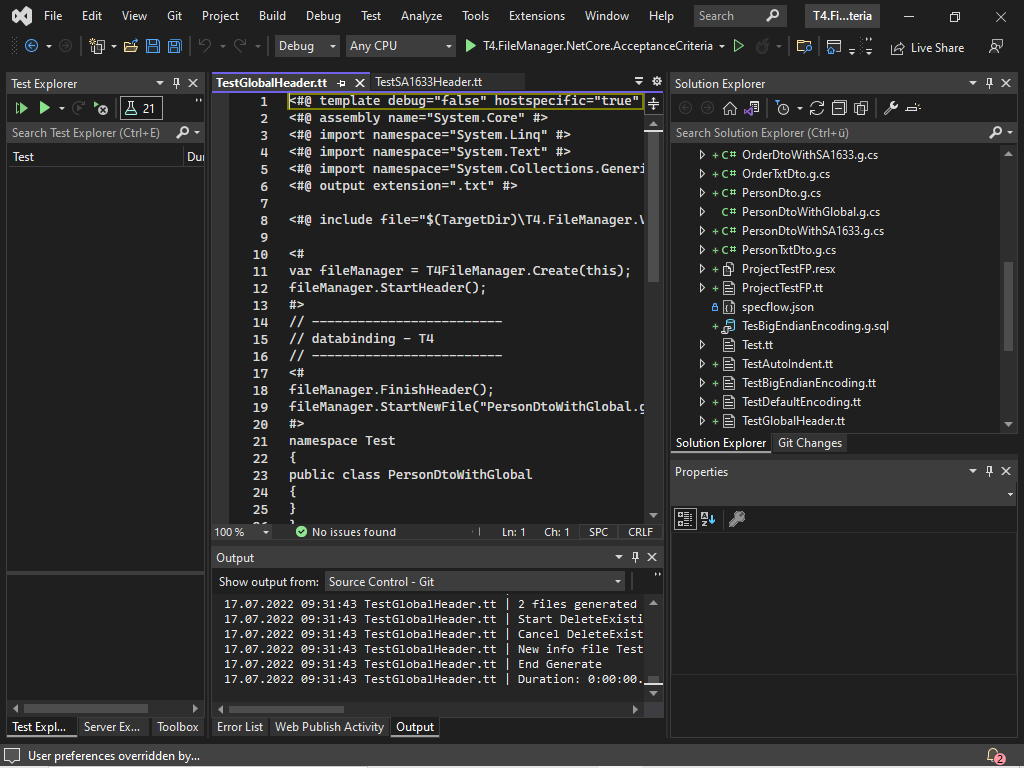 File Edit View Git Project Build Debug Test Analyze Tools Extensions Window Help Search T4.Fi...teria
Debug Any CPU T4.FileManager.NetCore.AcceptanceCriteria Live Share
Test Explorer
21
Search Test Explorer (Ctrl+E)
Test Dur
TestGlobalHeader.tt TestSA1633Header.tt
1 <#@ template debug="false" hostspecific="true"
2 <#@ assembly name="System.Core" #>
3 <#@ import namespace="System.Linq" #>
4 <#@ import namespace="System.Text" #>
5 <#@ import namespace="System.Collections.Generi
6 <#@ output extension=".txt" #>
7
8 <#@ include file="$(TargetDir)\T4.FileManager.V
9
10 <#
11 var fileManager = T4FileManager.Create(this);
12 fileManager.StartHeader();
13 #>
14 // -------------------------
15 // databinding - T4
16 // -------------------------
17 <#
18 fileManager.FinishHeader();
19 fileManager.StartNewFile("PersonDtoWithGlobal.g
20 #>
21 namespace Test
22 {
23 public class PersonDtoWithGlobal
24 {
25 }
100 % No issues found Ln: 1 Ch: 1 SPC CRLF
Output
Show output from: Source Control - Git
17.07.2022 09:31:43 TestGlobalHeader.tt | 2 files generated
17.07.2022 09:31:43 TestGlobalHeader.tt | Start DeleteExisti
17.07.2022 09:31:43 TestGlobalHeader.tt | Cancel DeleteExist
17.07.2022 09:31:43 TestGlobalHeader.tt | New info file Test
17.07.2022 09:31:43 TestGlobalHeader.tt | End Generate
17.07.2022 09:31:43 TestGlobalHeader.tt | Duration: 0:00:00.
Solution Explorer
Search Solution Explorer (Ctrl+ü)
C# OrderDtoWithSA1633.g.cs
C# OrderTxtDto.g.cs
C# PersonDto.g.cs
C# PersonDtoWithGlobal.g.cs
C# PersonDtoWithSA1633.g.cs
C# PersonTxtDto.g.cs
ProjectTestFP.resx
ProjectTestFP.tt
specflow.json
TesBigEndianEncoding.g.sql
Test.tt
TestAutoIndent.tt
TestBigEndianEncoding.tt
TestDefaultEncoding.tt
TestGlobalHeader.tt
Solution Explorer Git Changes
Properties
Test Expl... Server Ex... Toolbox Error List Web Publish Activity Output
User preferences overridden by... 2